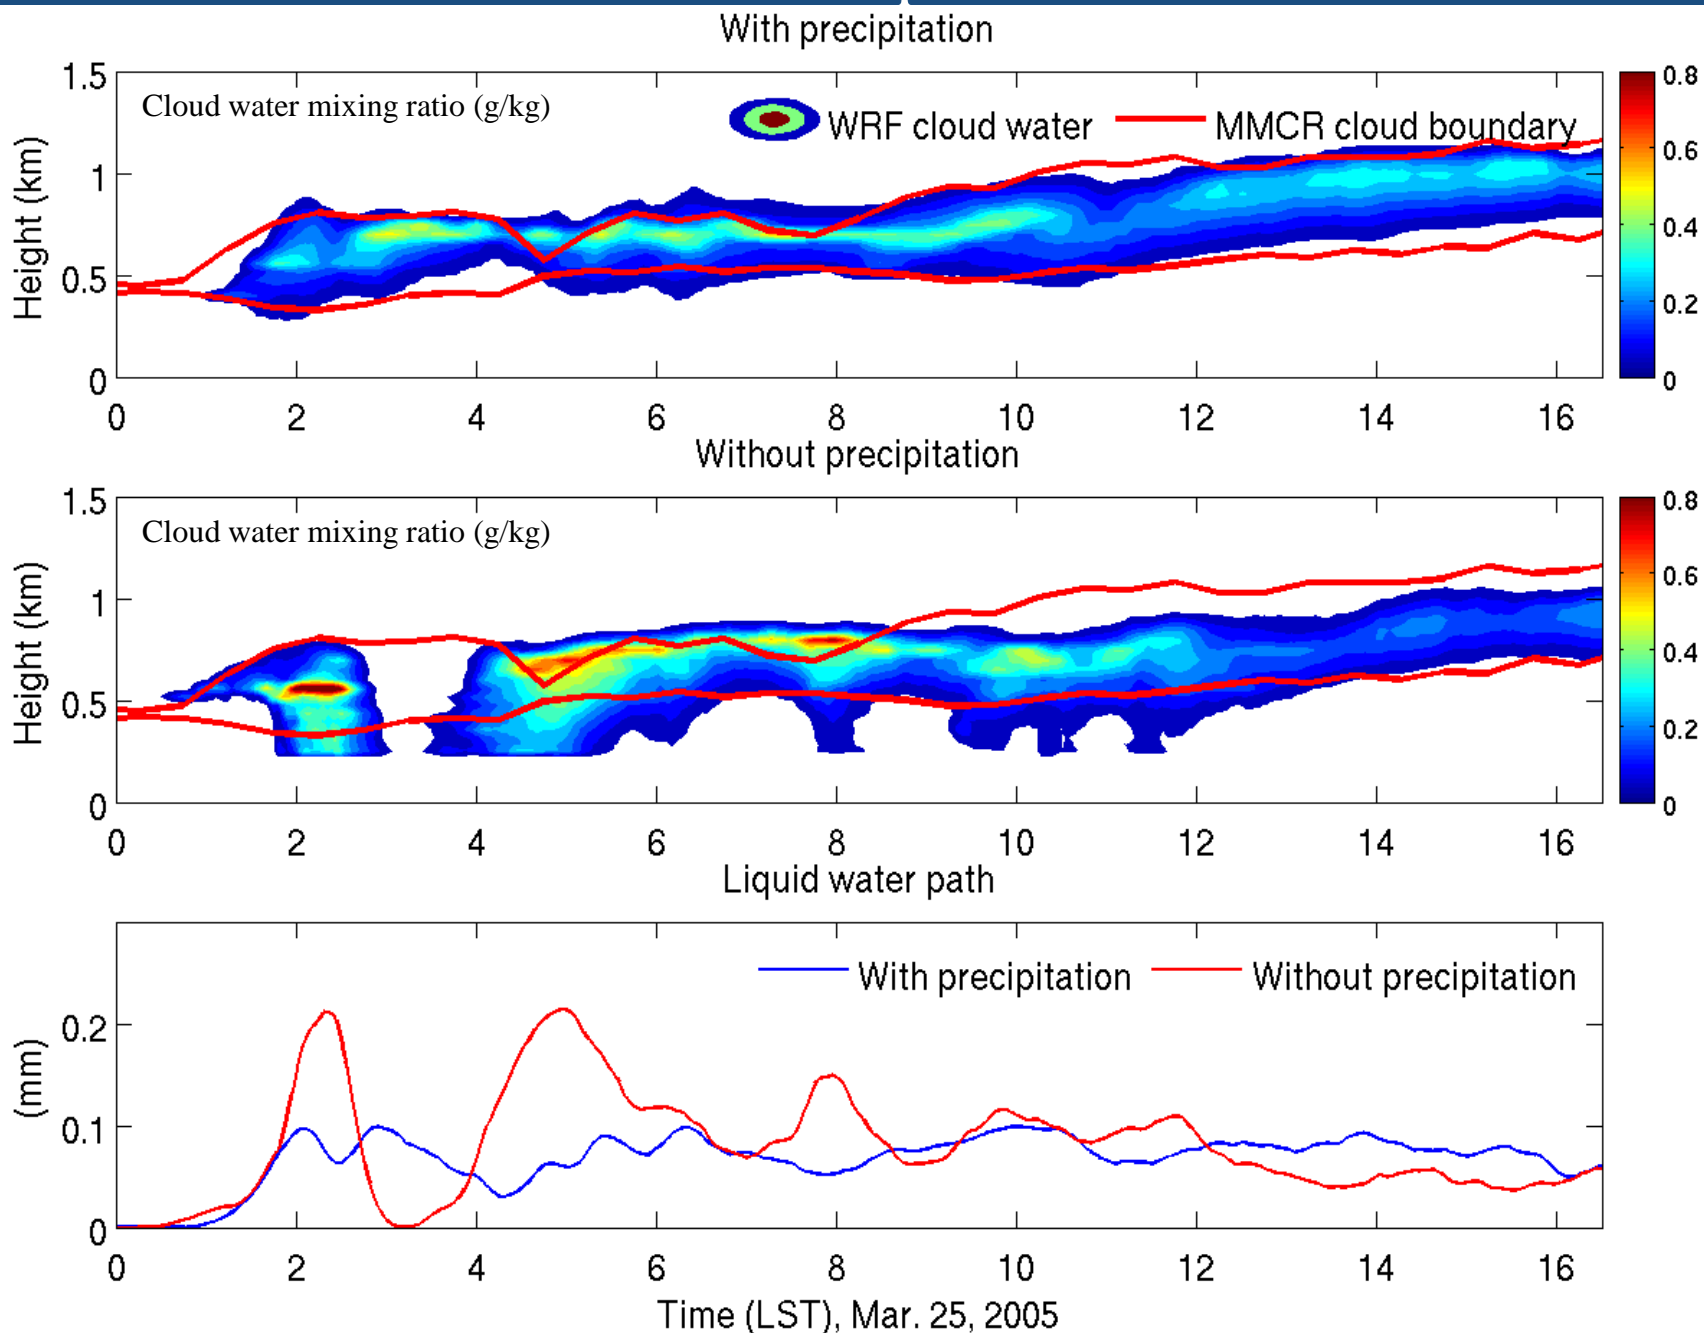 With precipitation
Cloud water mixing ratio (g/kg)
WRF cloud water
MMCR cloud boundary
Height (km)
1.5
1
0.5
0
0 2 4 6 8 10 12 14 16
0.8
0.6
0.4
0.2
0
Without precipitation
Cloud water mixing ratio (g/kg)
Height (km)
1.5
1
0.5
0
0 2 4 6 8 10 12 14 16
0.8
0.6
0.4
0.2
0
Liquid water path
With precipitation
Without precipitation
(mm)
0.2
0.1
0
0 2 4 6 8 10 12 14 16
Time (LST), Mar. 25, 2005